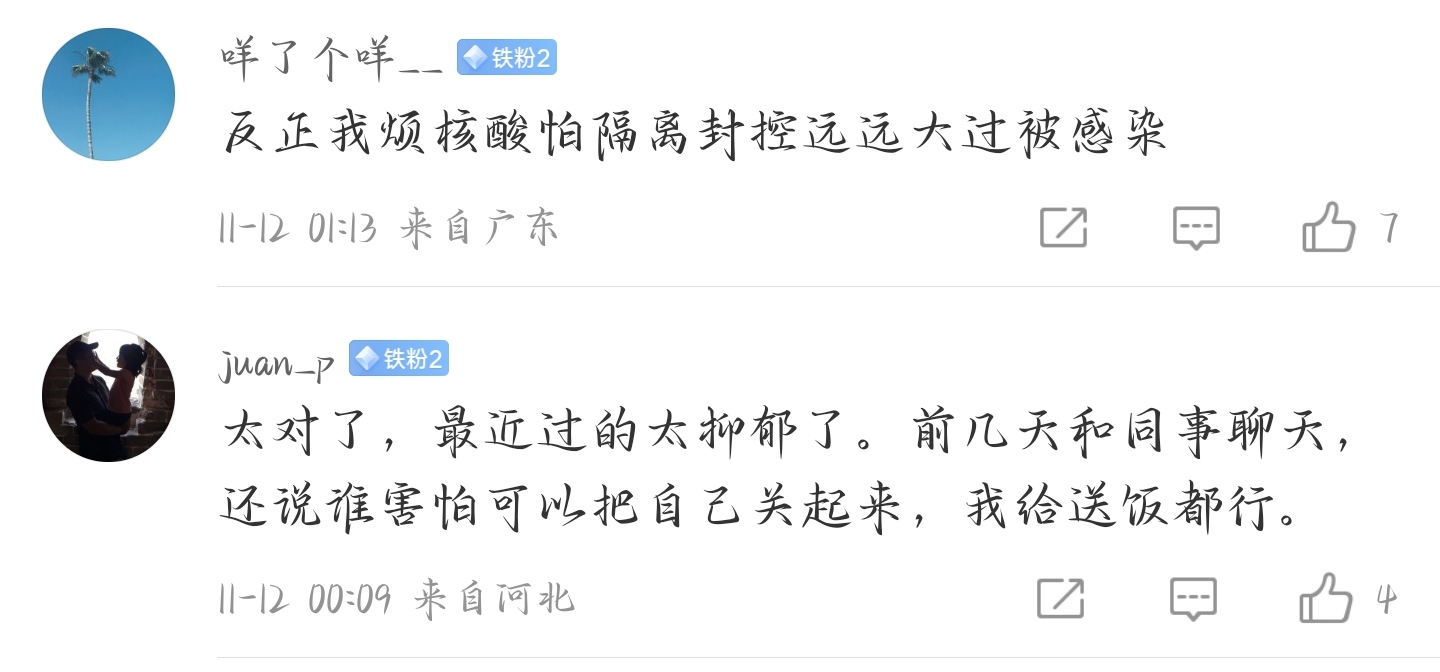 咩了个咩__ 铁粉2
反正我烦核酸怕隔离封控远远大过被感染
11-12 01:13 来自广东 7
juan_p 铁粉2
太对了，最近过的太抑郁了。前几天和同事聊天，
还说谁害怕可以把自己关起来，我给送饭都行。
11-12 00:09 来自河北 4